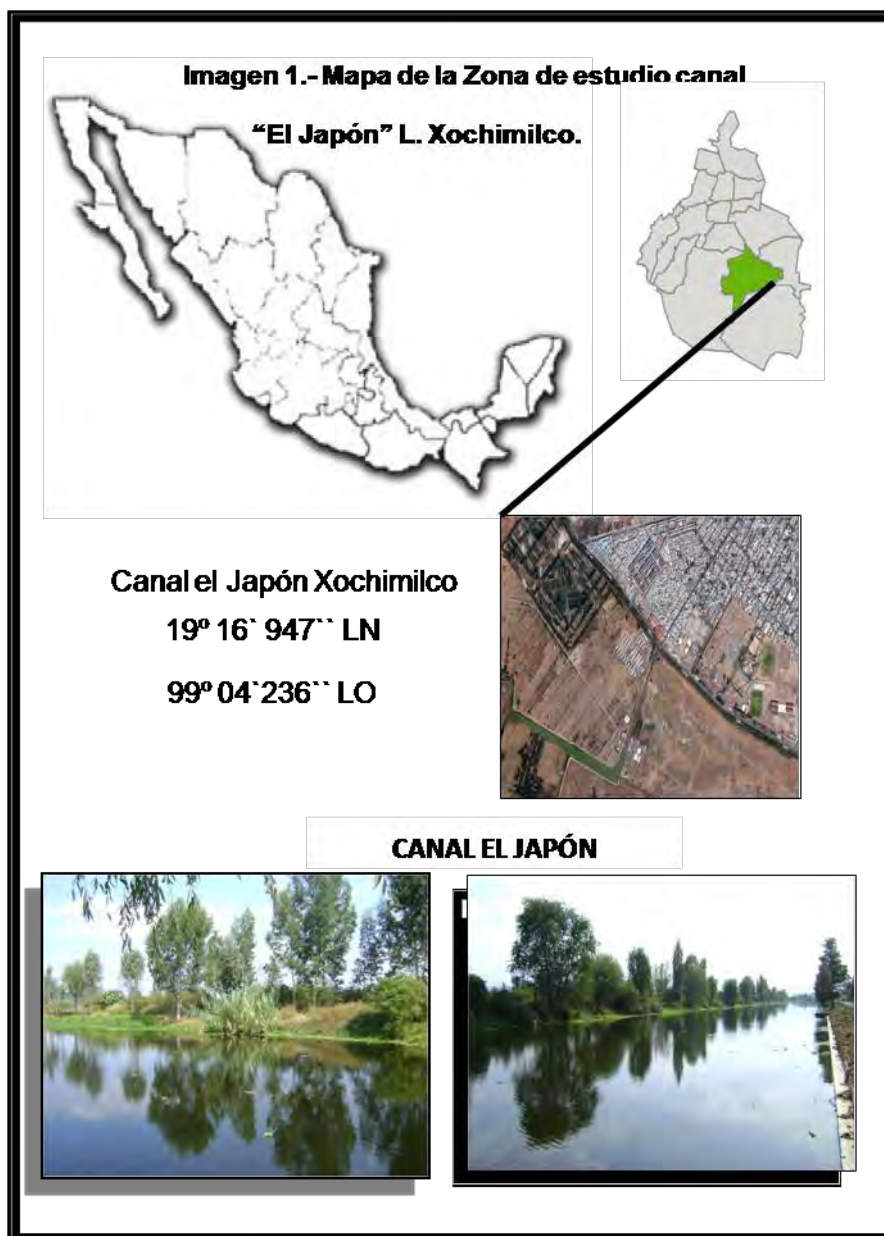 Imagen 1.- Mapa de la Zona de estudio canal
“El Japón” L. Xochimilco.
Canal el Japón Xochimilco
19º 16` 947`` LN
99º 04`236`` LO
CANAL EL JAPÓN